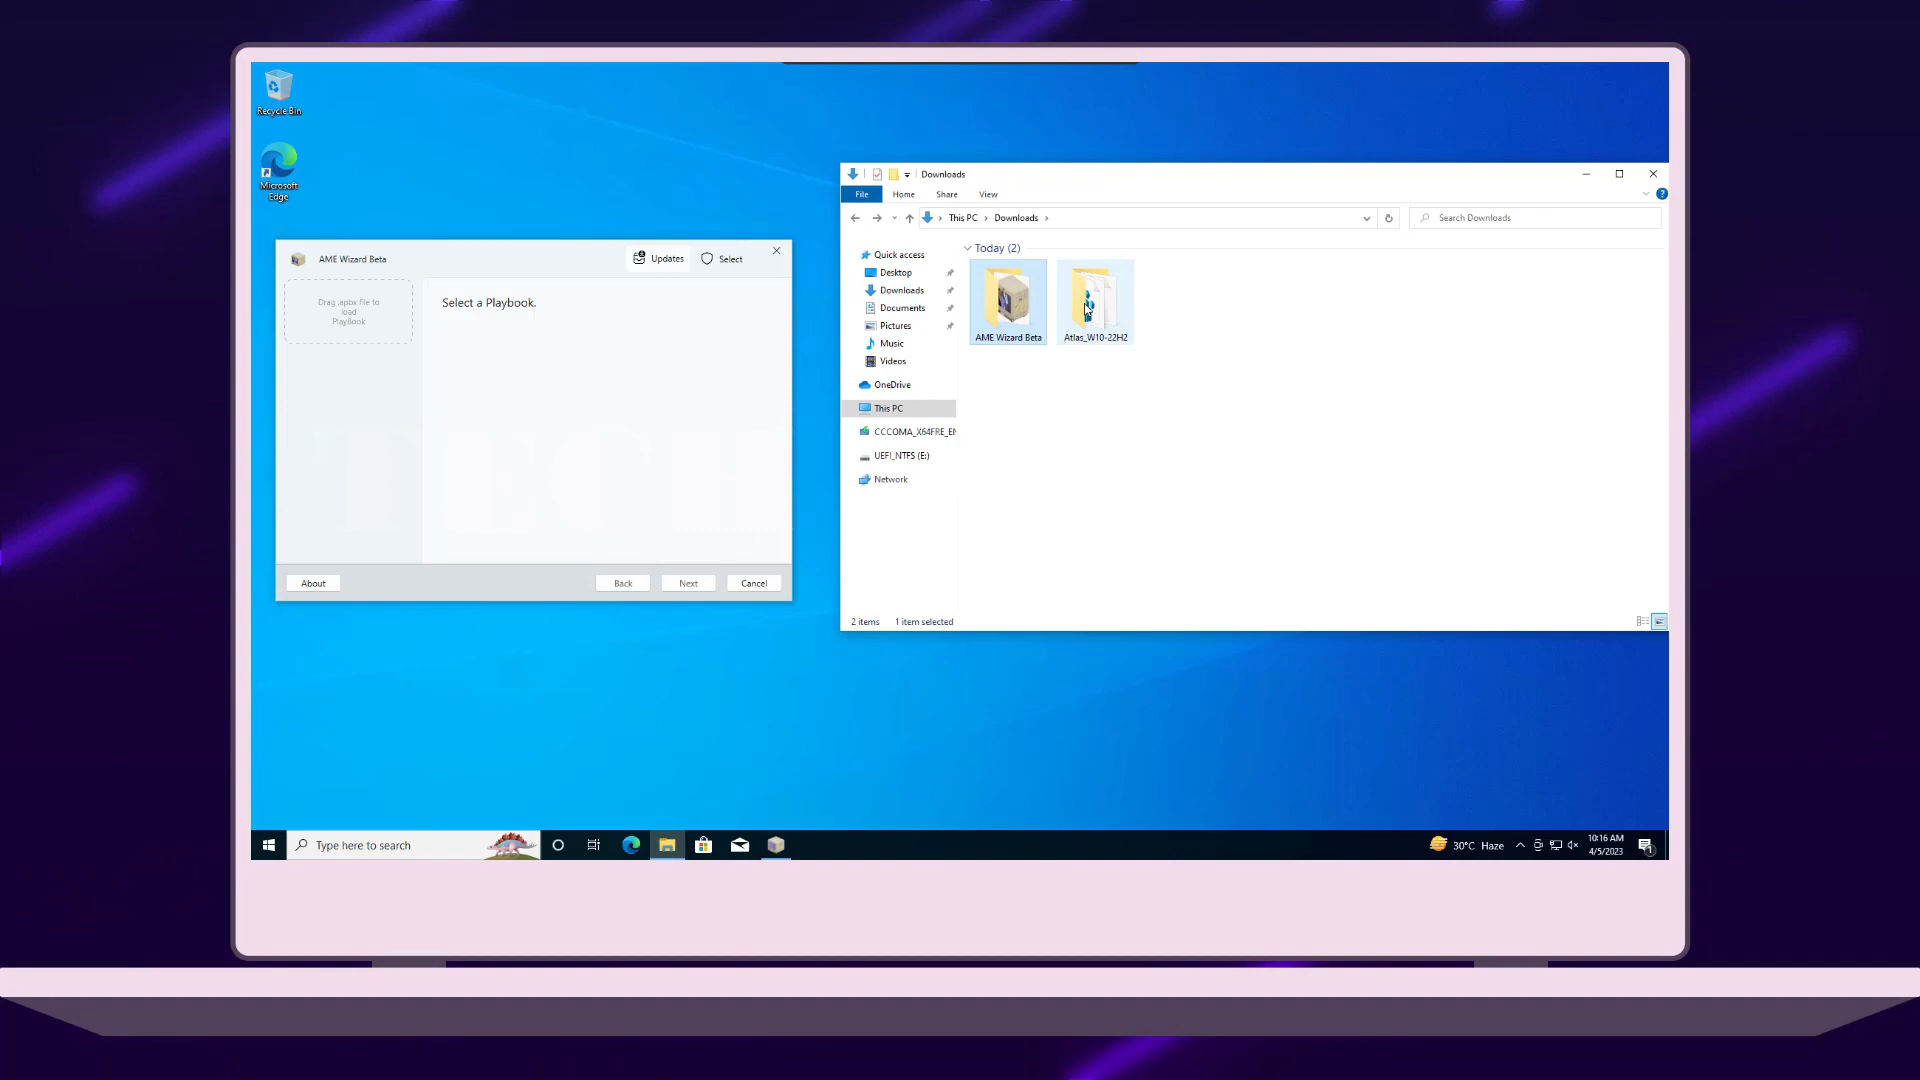 Recycle Bin
Microsoft
Edge
AME Wizard Beta
Updates
Select
Drag .apbx file to
load
PlayBook
Select a Playbook.
TECH
About
Back
Next
Cancel
Downloads
File
Home
Share
View
This PC
Downloads
Search Downloads
Quick access
Desktop
Downloads
Documents
Pictures
Music
Videos
OneDrive
This PC
CCCOMA_X64FRE_EN
UEFI_NTFS (E:)
Network
Today (2)
AME Wizard Beta
Atlas_W10-22H2
2 items
1 item selected
Type here to search
30°C Haze
10:16 AM
4/5/2023
1